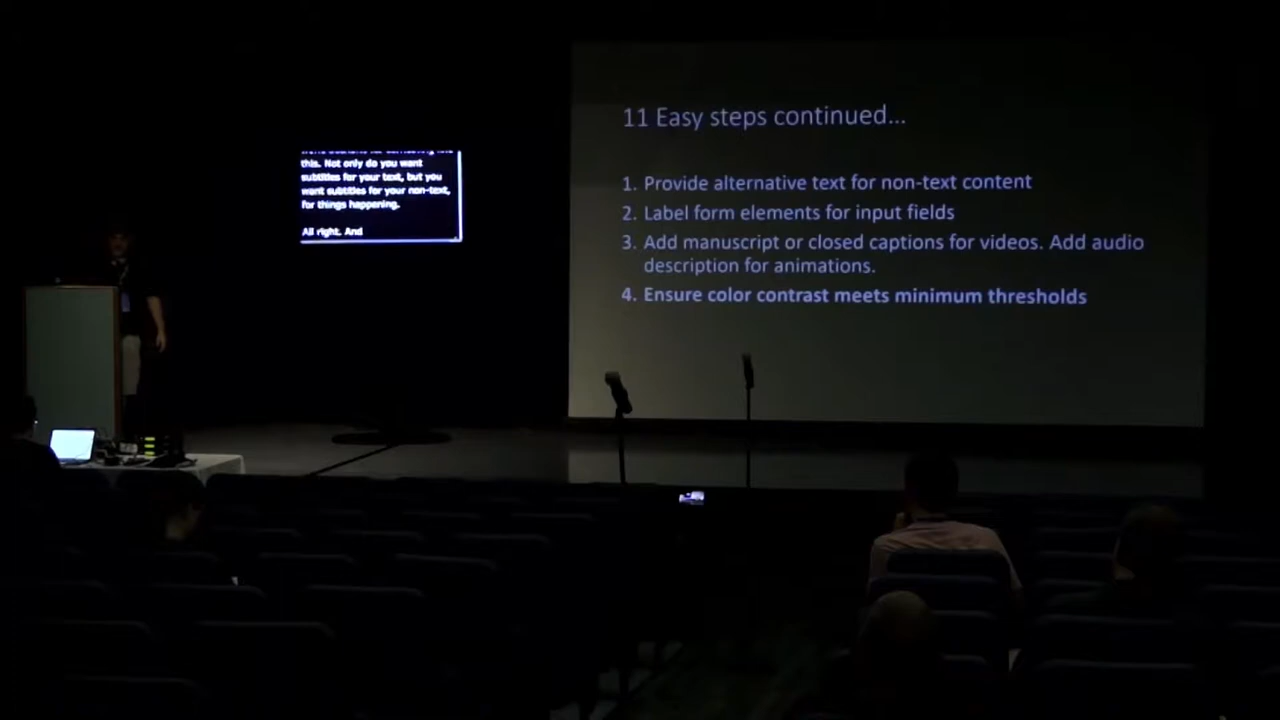 this. Not only do you want
subtitles for your text, but you
want subtitles for your non-text,
for things happening.
All right. And
11 Easy steps continued...
1. Provide alternative text for non-text content
2. Label form elements for input fields
3. Add manuscript or closed captions for videos. Add audio
description for animations.
4. Ensure color contrast meets minimum thresholds